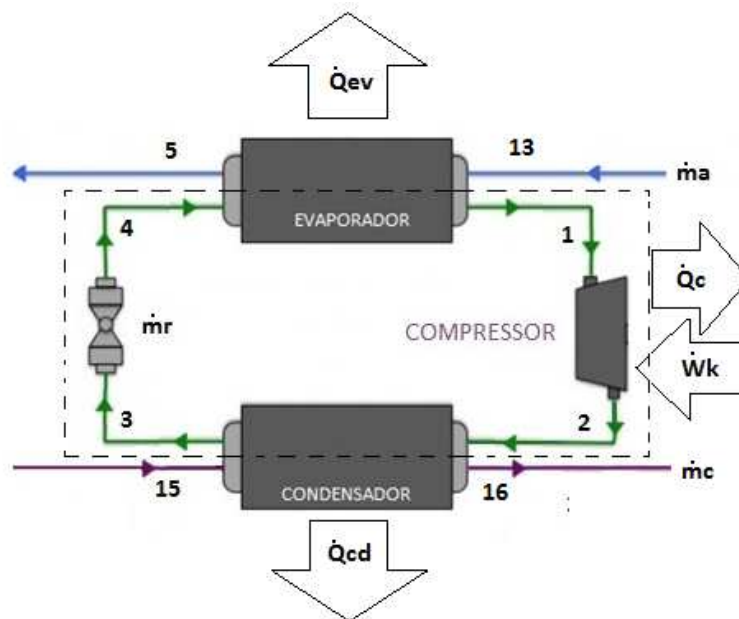 Q̇ev
5 13
ṁa
EVAPORADOR
4 1
Q̇c
ṁr COMPRESSOR
Ẇk
3 2
15 CONDENSADOR 16 ṁc
Q̇cd